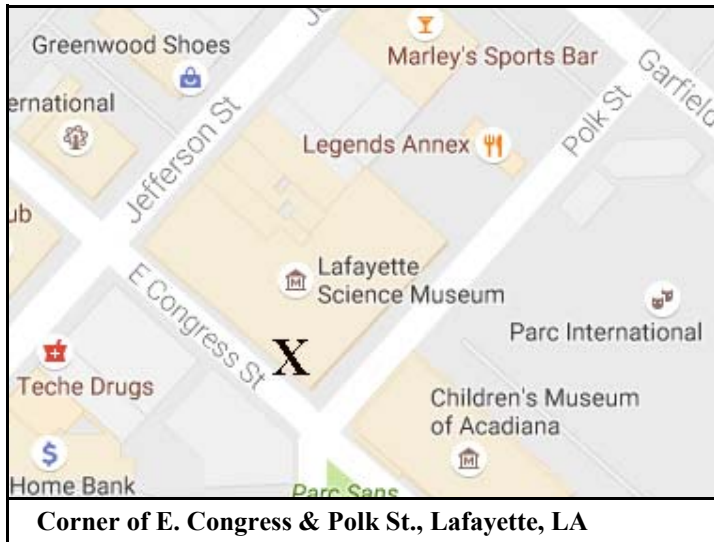 Greenwood Shoes
Marley's Sports Bar
Garfield
ernational
Jefferson St
Legends Annex
Polk St
ub
Lafayette
Science Museum
E Congress St
X
Parc International
Teche Drugs
Children's Museum
of Acadiana
$
Home Bank
Parc Sans
Corner of E. Congress & Polk St., Lafayette, LA